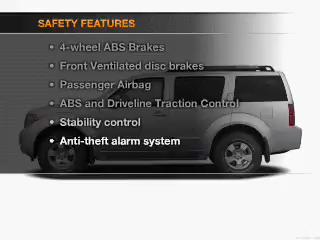 SAFETY FEATURES
• 4-wheel ABS Brakes
• Front Ventilated disc brakes
• Passenger Airbag
• ABS and Driveline Traction Control
• Stability control
• Anti-theft alarm system